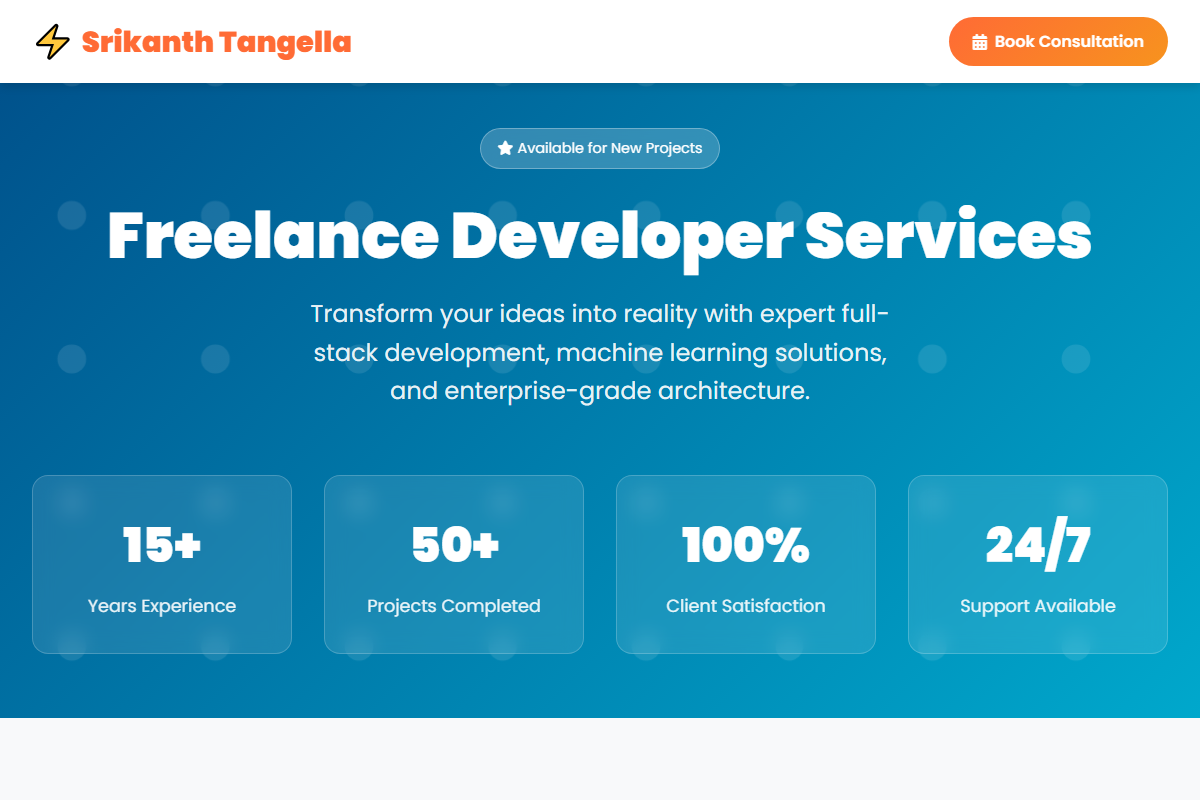 Srikanth Tangella
Book Consultation
Available for New Projects
Freelance Developer Services
Transform your ideas into reality with expert full-
stack development, machine learning solutions,
and enterprise-grade architecture.
15+
Years Experience
50+
Projects Completed
100%
Client Satisfaction
24/7
Support Available